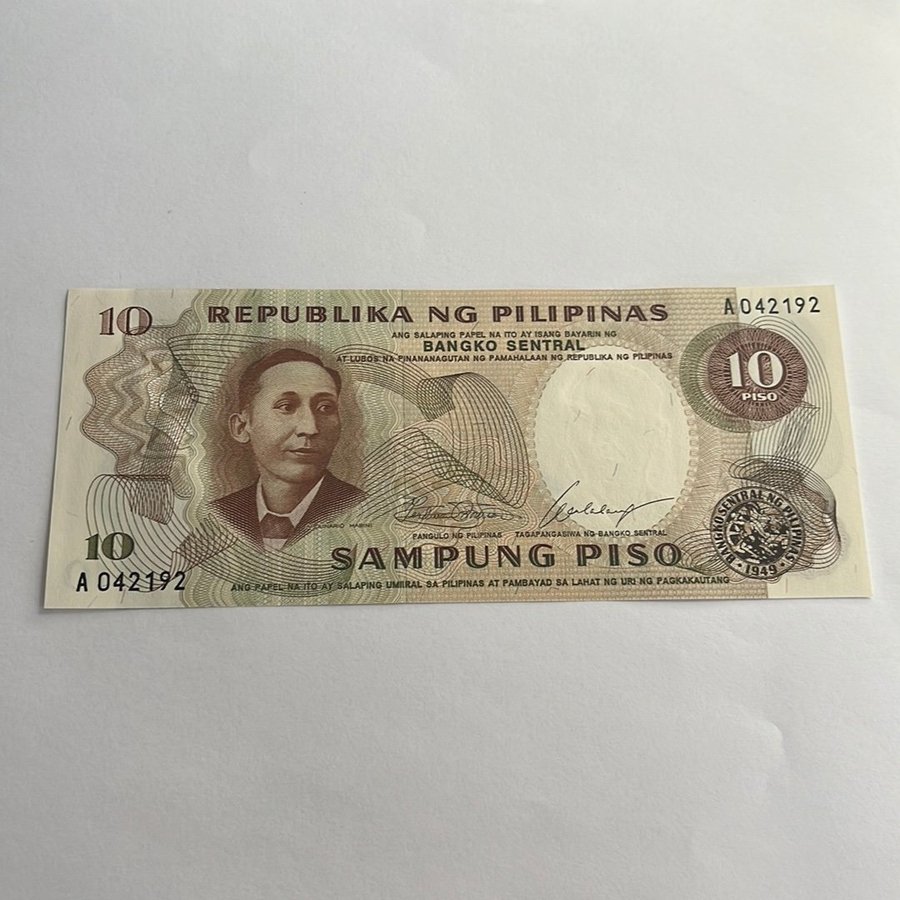 10
REPUBLIKA NG PILIPINAS
A042192
ANG SALAPING PAPEL NA ITO AY ISANG BAYARIN NG
BANGKO SENTRAL
AT LUBOS NA PINANANAGUTAN NG PAMAHALAAN NG REPUBLIKA NG PILIPINAS
10
PISO
APOLINARIO MABINI
PANGULO NG PILIPINAS
TAGAPANGASIWA NG BANGKO SENTRAL
10
SAMPUNG PISO
BANGKO SENTRAL NG PILIPINAS
· 1949 ·
A 042192
ANG PAPEL NA ITO AY SALAPING UMIIRAL SA PILIPINAS AT PAMBAYAD SA LAHAT NG URI NG PAGKAKAUTANG